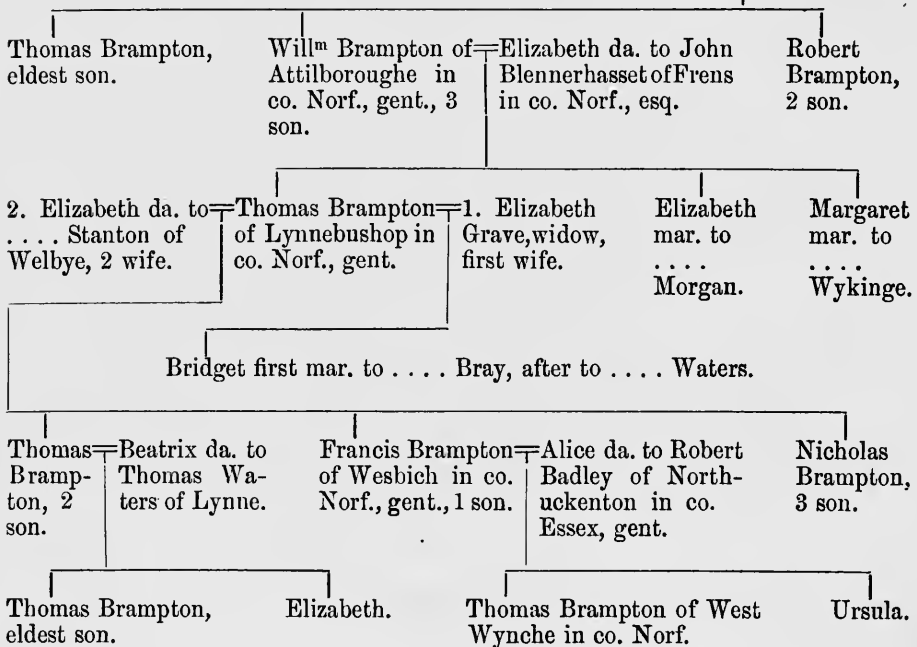 Thomas Brampton,
eldest son.
Will^m Brampton of
Attilboroughe in
co. Norf., gent., 3
son.
Elizabeth da. to John
Blennerhasset of Frens
in co. Norf., esq.
Robert
Brampton,
2 son.
2. Elizabeth da. to
.... Stanton of
Welbye, 2 wife.
Thomas Brampton
of Lynnebushop in
co. Norf., gent.
1. Elizabeth
Grave, widow,
first wife.
Elizabeth
mar. to
....
Morgan.
Margaret
mar. to
....
Wykinge.
Bridget first mar. to .... Bray, after to .... Waters.
Thomas
Bramp-
ton, 2
son.
Beatrix da. to
Thomas Wa-
ters of Lynne.
Francis Brampton
of Wesbich in co.
Norf., gent., 1 son.
Alice da. to Robert
Badley of North-
uckenton in co.
Essex, gent.
Nicholas
Brampton,
3 son.
Thomas Brampton,
eldest son.
Elizabeth.
Thomas Brampton of West
Wynche in co. Norf.
Ursula.